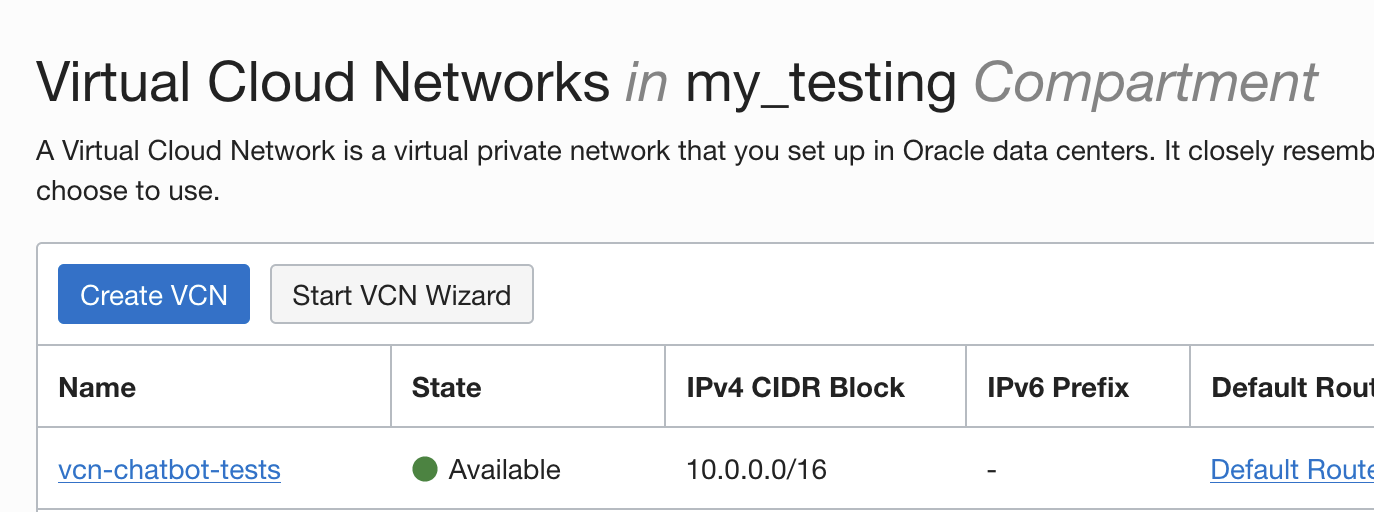 Virtual Cloud Networks in my_testing Compartment
A Virtual Cloud Network is a virtual private network that you set up in Oracle data centers. It closely
choose to use.
Create VCN Start VCN Wizard
Name State IPv4 CIDR Block IPv6 Prefix Default
vcn-chatbot-tests Available 10.0.0.0/16 - Default Route